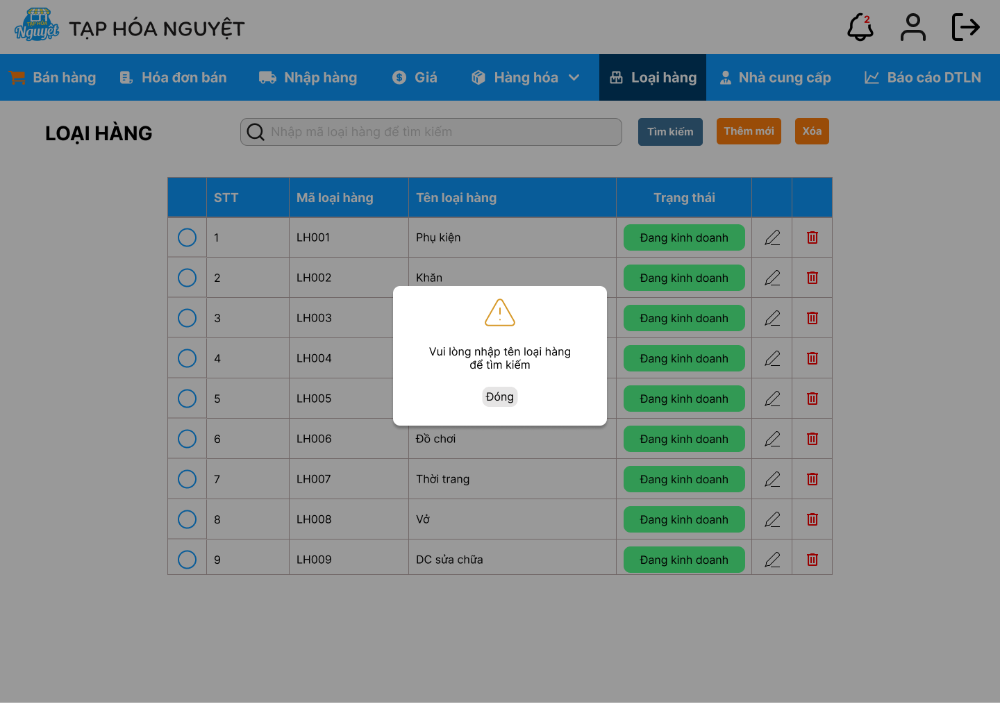 TẠP HÓA
Nguyệt
TẠP HÓA NGUYỆT
2
Bán hàng
Hóa đơn bán
Nhập hàng
Giá
Hàng hóa
Loại hàng
Nhà cung cấp
Báo cáo DTLN
LOẠI HÀNG
Nhập mã loại hàng để tìm kiếm
Tìm kiếm
Thêm mới
Xóa
STT Mã loại hàng Tên loại hàng Trạng thái
1 LH001 Phụ kiện Đang kinh doanh
2 LH002 Khăn Đang kinh doanh
3 LH003 Đang kinh doanh
4 LH004 Đang kinh doanh
5 LH005 Đang kinh doanh
6 LH006 Đồ chơi Đang kinh doanh
7 LH007 Thời trang Đang kinh doanh
8 LH008 Vở Đang kinh doanh
9 LH009 DC sửa chữa Đang kinh doanh
Vui lòng nhập tên loại hàng
để tìm kiếm
Đóng